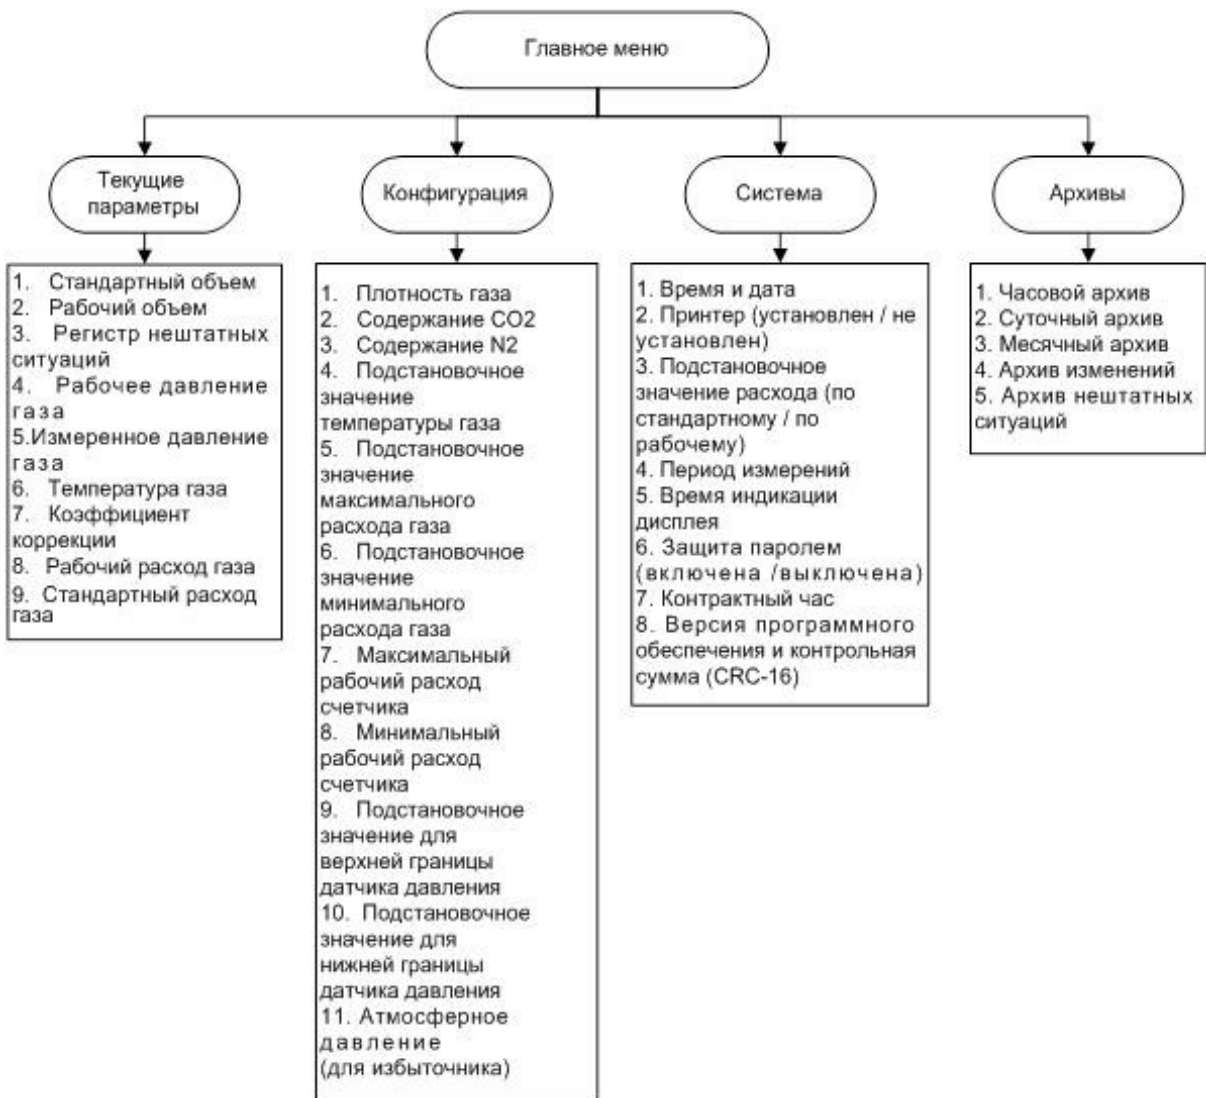 Главное меню
Текущие
параметры
Конфигурация
Система
Архивы
1. Стандартный объем
2. Рабочий объем
3. Регистр нештатных
ситуаций
4. Рабочее давление
газа
5.Измеренное давление
газа
6. Температура газа
7. Коэффициент
коррекции
8. Рабочий расход газа
9. Стандартный расход
газа
1. Плотность газа
2. Содержание CO2
3. Содержание N2
4. Подстановочное
значение
температуры газа
5. Подстановочное
значение
максимального
расхода газа
6. Подстановочное
значение
минимального
расхода газа
7. Максимальный
рабочий расход
счетчика
8. Минимальный
рабочий расход
счетчика
9. Подстановочное
значение для
верхней границы
датчика давления
10. Подстановочное
значение для
нижней границы
датчика давления
11. Атмосферное
давление
(для избыточника)
1. Время и дата
2. Принтер (установлен / не
установлен)
3. Подстановочное
значение расхода (по
стандартному / по
рабочему)
4. Период измерений
5. Время индикации
дисплея
6. Защита паролем
(включена /выключена)
7. Контрактный час
8. Версия программного
обеспечения и контрольная
сумма (CRC-16)
1. Часовой архив
2. Суточный архив
3. Месячный архив
4. Архив изменений
5. Архив нештатных
ситуаций